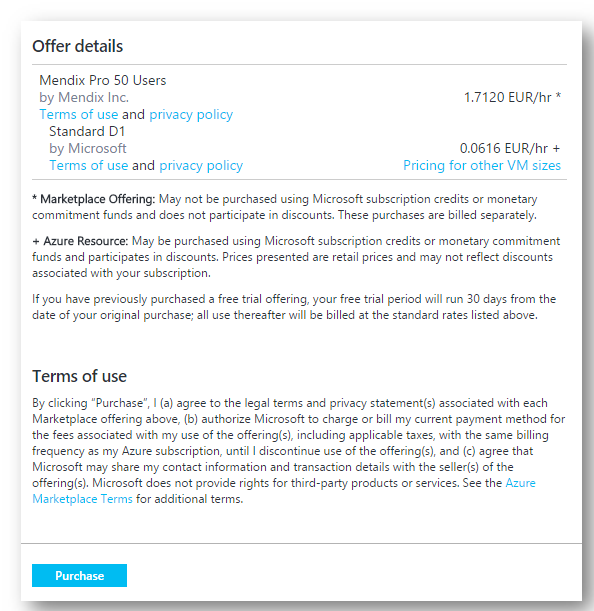 Offer details
Mendix Pro 50 Users
by Mendix Inc. 1.7120 EUR/hr *
Terms of use and privacy policy
Standard D1
by Microsoft 0.0616 EUR/hr +
Terms of use and privacy policy Pricing for other VM sizes
* Marketplace Offering: May not be purchased using Microsoft subscription credits or monetary
commitment funds and does not participate in discounts. These purchases are billed separately.
+ Azure Resource: May be purchased using Microsoft subscription credits or monetary commitment
funds and participates in discounts. Prices presented are retail prices and may not reflect discounts
associated with your subscription.
If you have previously purchased a free trial offering, your free trial period will run 30 days from the
date of your original purchase; all use thereafter will be billed at the standard rates listed above.
Terms of use
By clicking “Purchase”, I (a) agree to the legal terms and privacy statement(s) associated with each
Marketplace offering above, (b) authorize Microsoft to charge or bill my current payment method for
the fees associated with my use of the offering(s), including applicable taxes, with the same billing
frequency as my Azure subscription, until I discontinue use of the offering(s), and (c) agree that
Microsoft may share my contact information and transaction details with the seller(s) of the
offering(s). Microsoft does not provide rights for third-party products or services. See the Azure
Marketplace Terms for additional terms.
Purchase